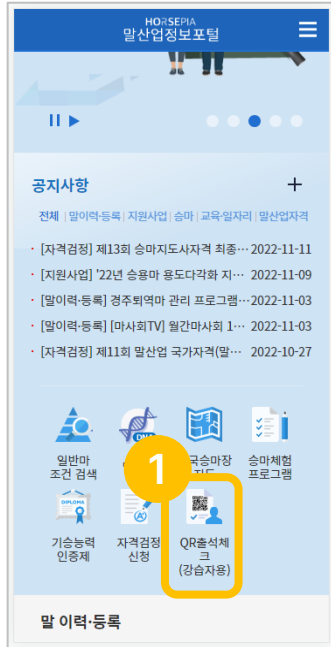 HORSEPIA
말산업정보포털
공지사항
전체 | 말이력·등록 | 지원사업 | 승마 | 교육·일자리 | 말산업자격
· [자격검정] 제13회 승마지도사자격 최종… 2022-11-11
· [지원사업] '22년 승용마 용도다각화 지… 2022-11-09
· [말이력·등록] 경주퇴역마 관리 프로그램… 2022-11-03
· [말이력·등록] [마사회TV] 월간마사회 1… 2022-11-03
· [자격검정] 제11회 말산업 국가자격(말… 2022-10-27
1
일반마
조건 검색
국승마장
승마체험
프로그램
DIPLOMA
기승능력
인증제
자격검정
신청
QR출석체
크
(강습자용)
말 이력·등록